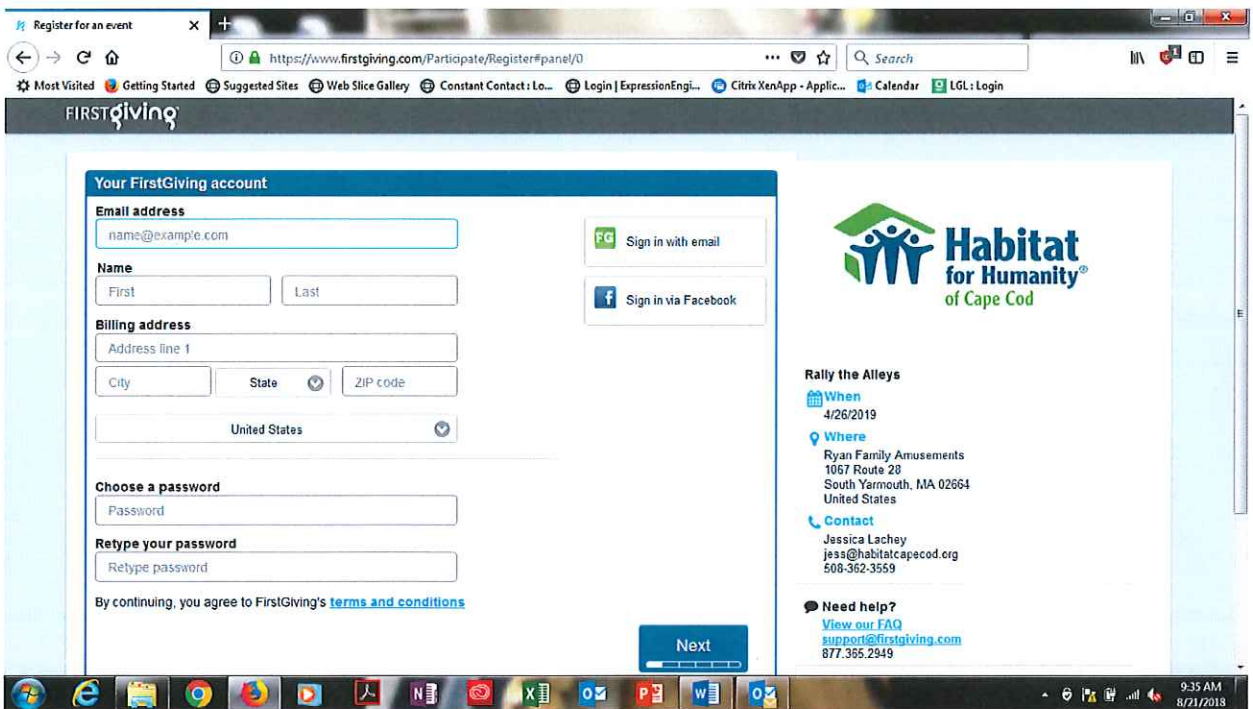 Register for an event X +
https://www.firstgiving.com/Participate/Register#panel/0 ... Search
Most Visited Getting Started Suggested Sites Web Slice Gallery Constant Contact : Lo... Login | ExpressionEngi... Citrix XenApp - Applic... Calendar LGL : Login
FIRSTgiving
Your FirstGiving account
Email address
name@example.com
Name
First Last
Billing address
Address line 1
City State ZIP code
United States
Choose a password
Password
Retype your password
Retype password
By continuing, you agree to FirstGiving's terms and conditions
Next
FG Sign in with email
f Sign in via Facebook
Habitat
for Humanity®
of Cape Cod
Rally the Alleys
When
4/26/2019
Where
Ryan Family Amusements
1067 Route 28
South Yarmouth, MA 02664
United States
Contact
Jessica Lachey
jess@habitatcapecod.org
508-362-3559
Need help?
View our FAQ
support@firstgiving.com
877.365.2949
9:35 AM
8/21/2018